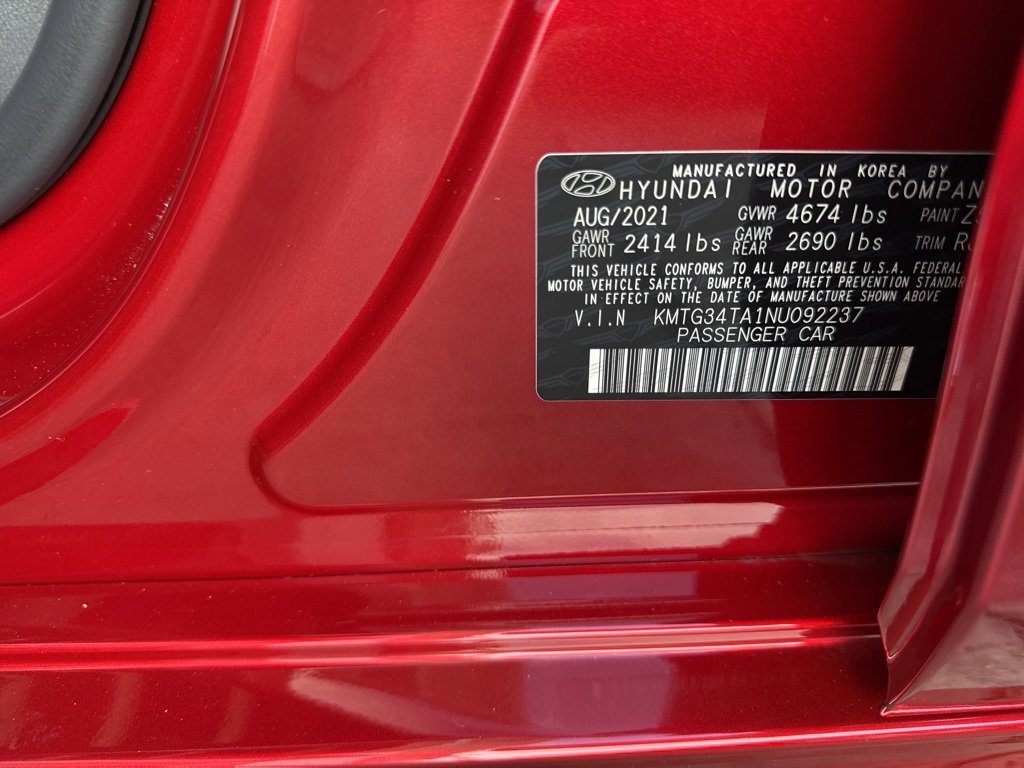 MANUFACTURED IN KOREA BY
HYUNDAI MOTOR COMPAN
AUG/2021 GVWR 4674 lbs PAINT
GAWR FRONT 2414 lbs GAWR REAR 2690 lbs TRIM
THIS VEHICLE CONFORMS TO ALL APPLICABLE U.S.A. FEDERAL
MOTOR VEHICLE SAFETY, BUMPER, AND THEFT PREVENTION STANDAR
IN EFFECT ON THE DATE OF MANUFACTURE SHOWN ABOVE
V.I.N KMTG34TA1NU092237
PASSENGER CAR